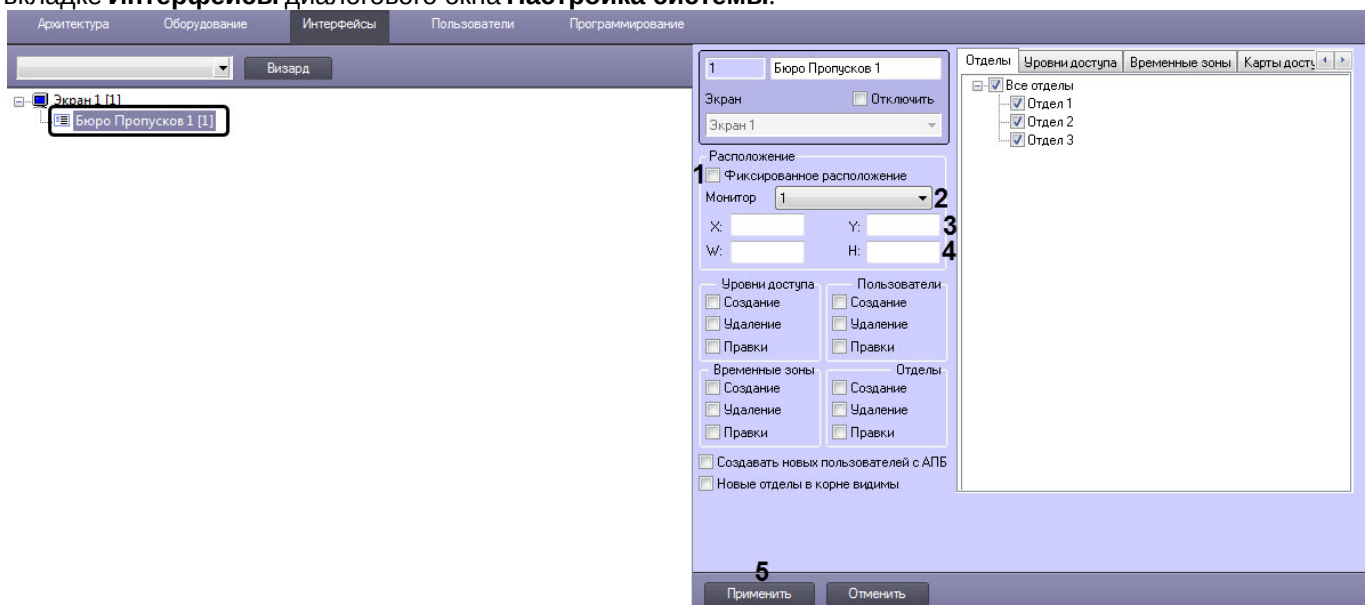 вкладке Интерфейсы диалогового окна Настройка системы.
Архитектура Оборудование Интерфейсы Пользователи Программирование
Визард
Экран 1 [1]
Бюро Пропусков 1 [1]
1 Бюро Пропусков 1
Экран Отключить
Экран 1
Расположение
1 Фиксированное расположение
Монитор 1 2
X: Y: 3
W: H: 4
Уровни доступа Пользователи
Создание Создание
Удаление Удаление
Правки Правки
Временные зоны Отделы
Создание Создание
Удаление Удаление
Правки Правки
Создавать новых пользователей с АПБ
Новые отделы в корне видимы
Отделы Уровни доступа Временные зоны Карты
Все отделы
Отдел 1
Отдел 2
Отдел 3
5
Применить Отменить